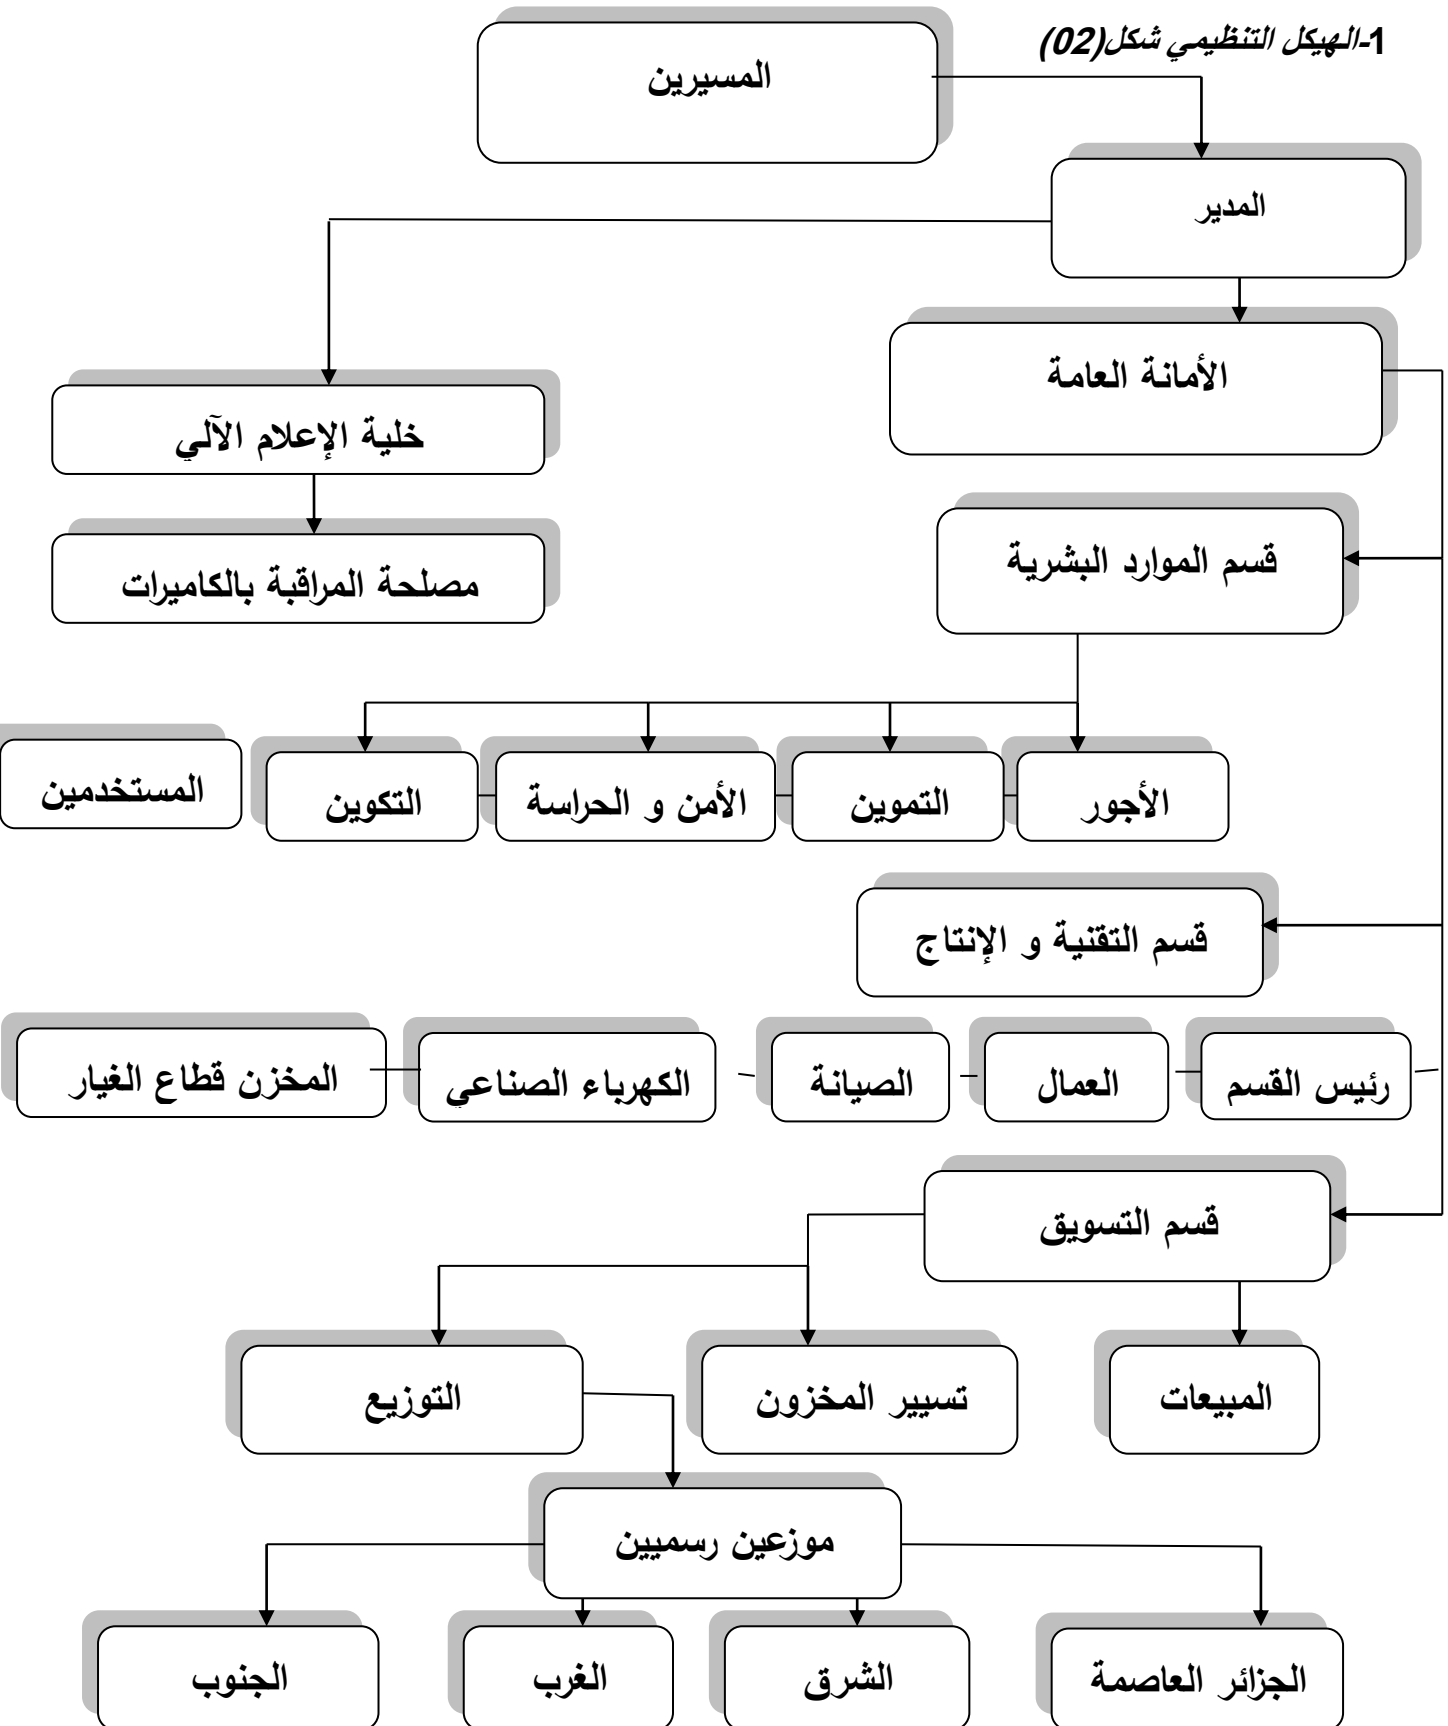 1-الهيكل التنظيمي شكل(02)
المسيرين
المدير
الأمانة العامة
خلية الإعلام الآلي
قسم الموارد البشرية
مصلحة المراقبة بالكاميرات
الأجور
التموين
الأمن و الحراسة
التكوين
المستخدمين
قسم التقنية و الإنتاج
رئيس القسم
العمال
الصيانة
الكهرباء الصناعي
المخزن قطاع الغيار
قسم التسويق
المبيعات
تسيير المخزون
التوزيع
موزعين رسميين
الجزائر العاصمة
الشرق
الغرب
الجنوب